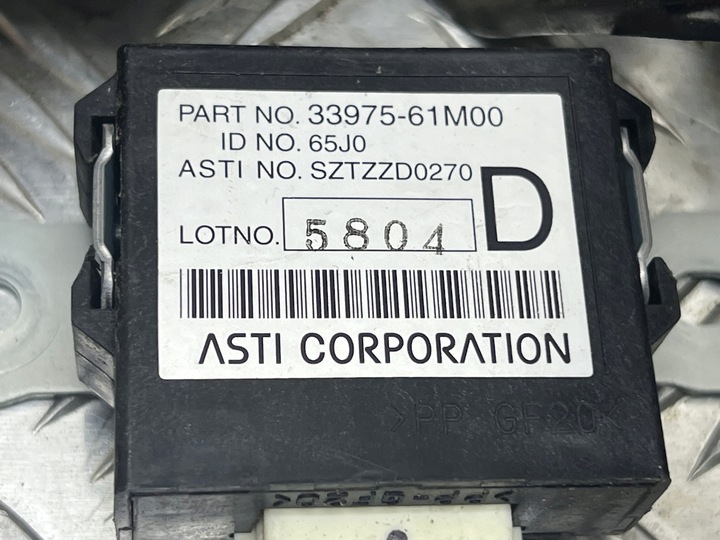 PART NO. 33975-61M00
ID NO. 65J0
ASTI NO. SZTZZD0270
D
LOTNO. 5804
ASTI CORPORATION
>PP GF20<